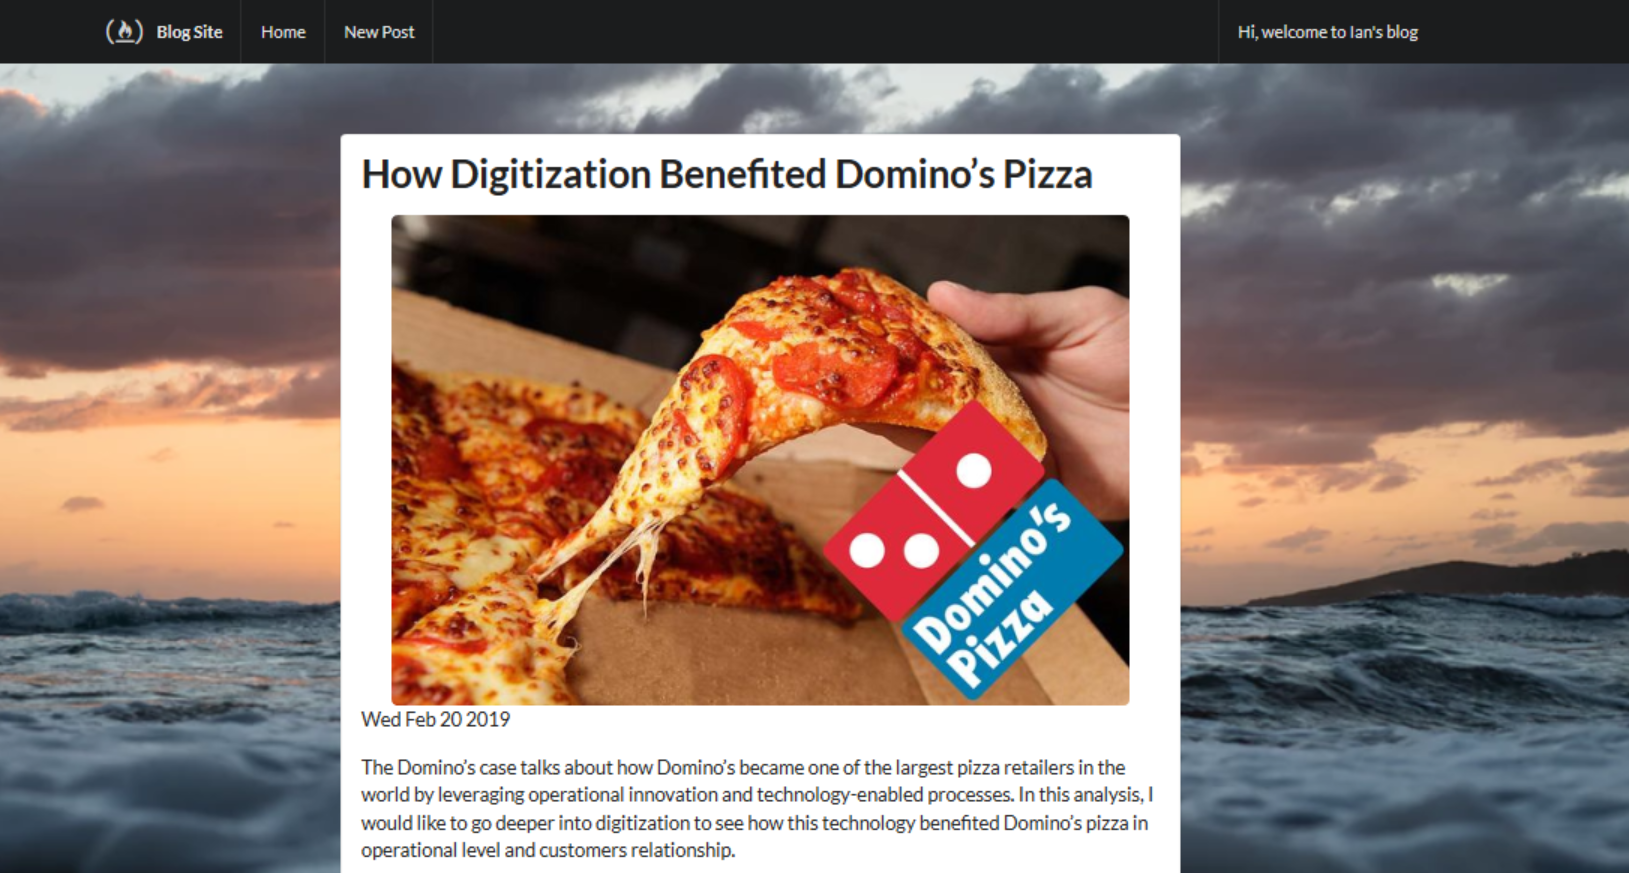 Blog Site
Home
New Post
Hi, welcome to Ian's blog
How Digitization Benefited Domino’s Pizza
Domino's
Pizza
Wed Feb 20 2019
The Domino’s case talks about how Domino’s became one of the largest pizza retailers in the
world by leveraging operational innovation and technology-enabled processes. In this analysis, I
would like to go deeper into digitization to see how this technology benefited Domino’s pizza in
operational level and customers relationship.